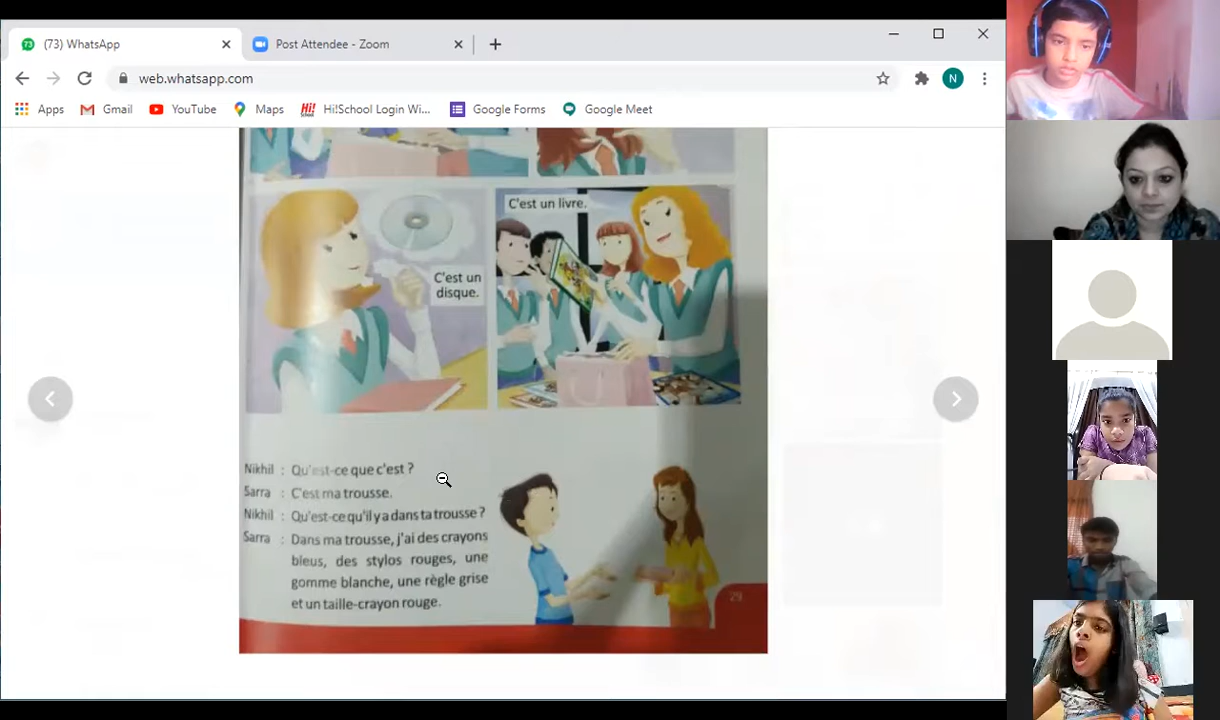 73 (73) WhatsApp
Post Attendee - Zoom
web.whatsapp.com
N
Apps
Gmail
YouTube
Maps
Hi! Hi!School Login Wi...
Google Forms
Google Meet
C'est un livre.
C'est un
disque.
Nikhil : Qu'est-ce que c'est ?
Sarra : C'est ma trousse.
Nikhil : Qu'est-ce qu'il y a dans ta trousse ?
Sarra : Dans ma trousse, j'ai des crayons
bleus, des stylos rouges, une
gomme blanche, une règle grise
et un taille-crayon rouge.
29